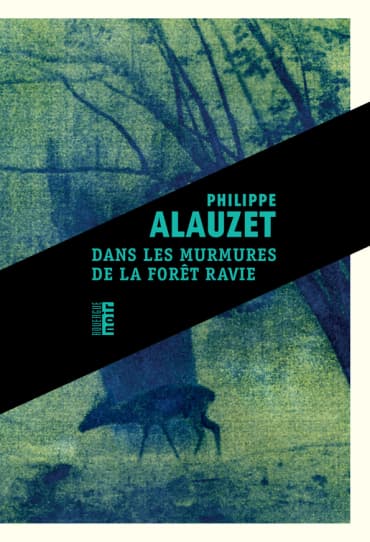 PHILIPPE
ALAUZET
DANS LES MURMURES
DE LA FORÊT RAVIE
ROUERGUE
noir